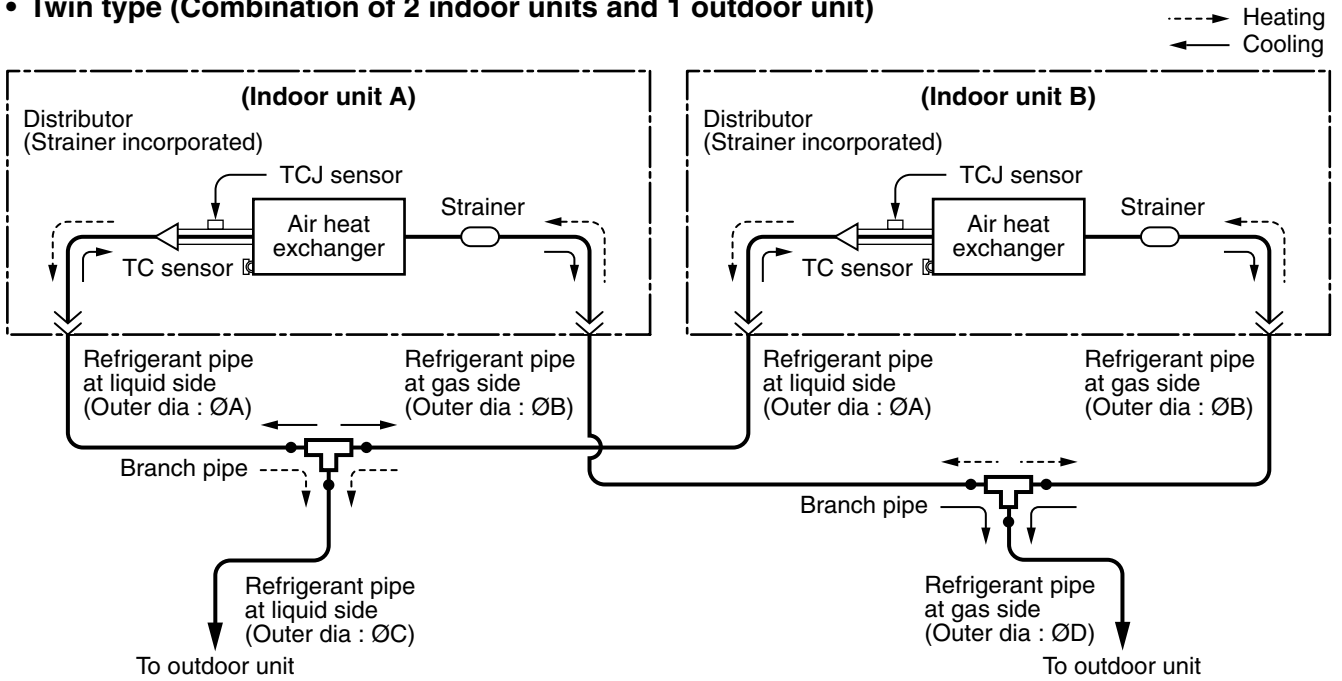 • Twin type (Combination of 2 indoor units and 1 outdoor unit)
Heating
Cooling
(Indoor unit A)
Distributor
(Strainer incorporated)
TCJ sensor
Air heat
exchanger
Strainer
TC sensor
(Indoor unit B)
Distributor
(Strainer incorporated)
TCJ sensor
Air heat
exchanger
Strainer
TC sensor
Refrigerant pipe
at liquid side
(Outer dia : ØA)
Refrigerant pipe
at gas side
(Outer dia : ØB)
Refrigerant pipe
at liquid side
(Outer dia : ØA)
Refrigerant pipe
at gas side
(Outer dia : ØB)
Branch pipe
Branch pipe
Refrigerant pipe
at liquid side
(Outer dia : ØC)
To outdoor unit
Refrigerant pipe
at gas side
(Outer dia : ØD)
To outdoor unit